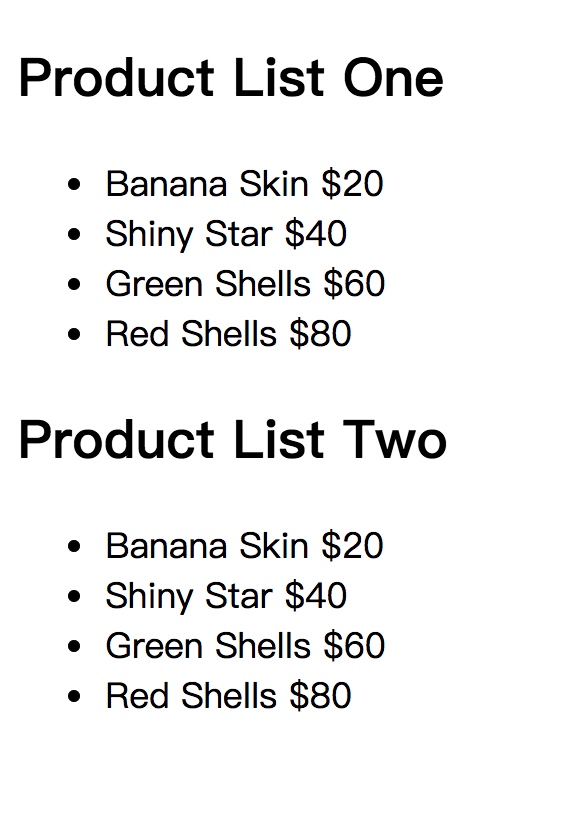 Product List One
Banana Skin $20
Shiny Star $40
Green Shells $60
Red Shells $80
Product List Two
Banana Skin $20
Shiny Star $40
Green Shells $60
Red Shells $80